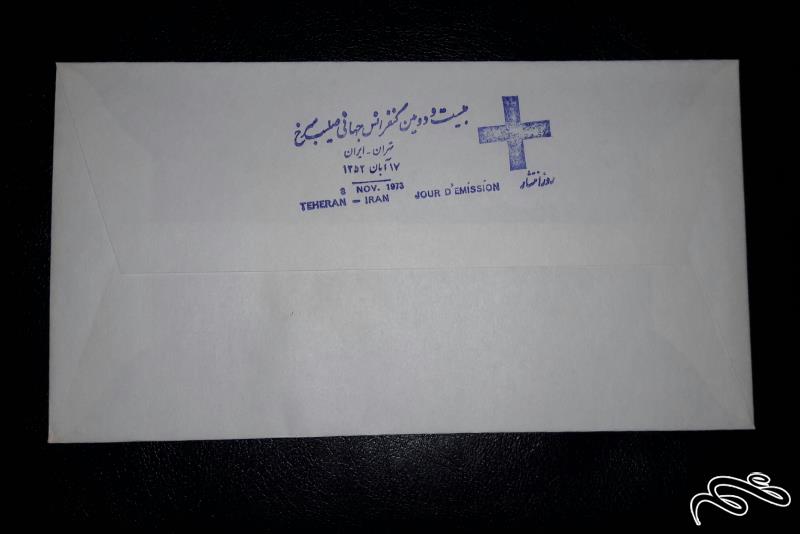 بیست و دومین کنفرانس جهانی صلیب سرخ
تهران - ایران
۱۷ آبان ۱۳۵۲
8 NOV. 1973
TEHERAN – IRAN
JOUR D'EMISSION روز انتشار